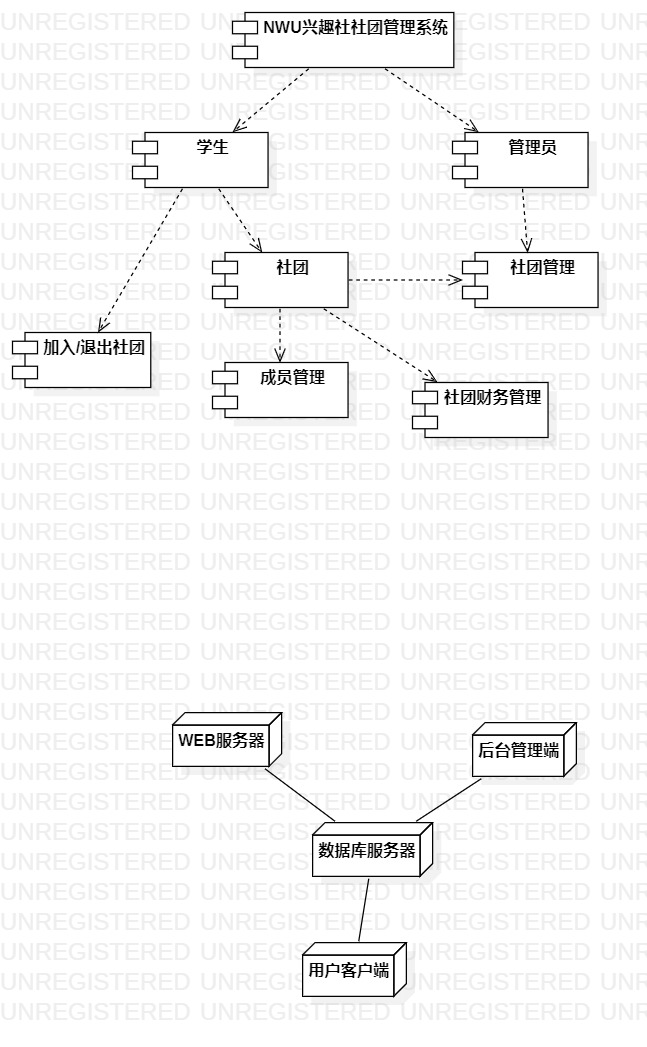 NWU兴趣社社团管理系统
学生
管理员
社团
社团管理
加入/退出社团
成员管理
社团财务管理
WEB服务器
后台管理端
数据库服务器
用户客户端
UNREGISTERED